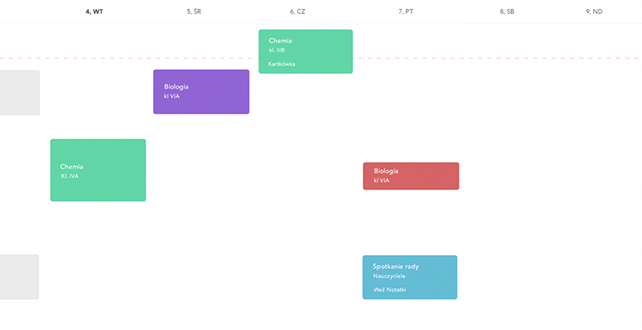 4, WT
5, ŚR
6, CZ
7, PT
8, SB
9, ND
Chemia
kl. IIIB
Kartkówka
Biologia
kl VIA
Chemia
Kl. IVA
Biologia
kl VIA
Spotkanie rady
Nauczyciele
Weź Notatki